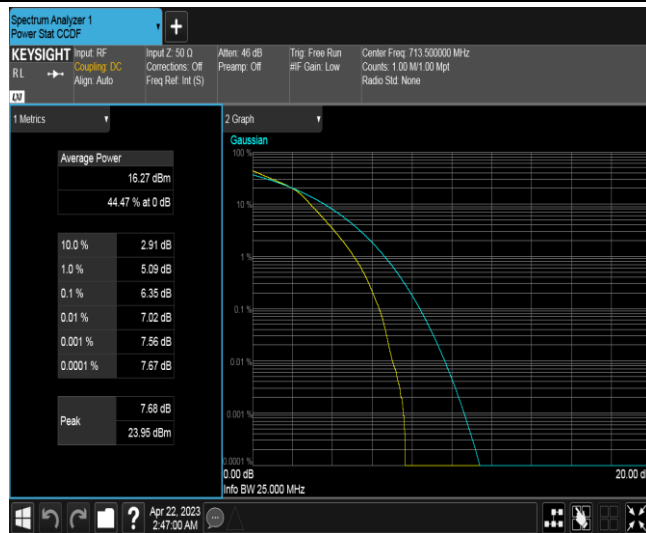 Spectrum Analyzer 1
Power Stat CCDF
+
KEYSIGHT
RL
Input: RF
Coupling: DC
Align: Auto
Input Z: 50 Ω
Corrections: Off
Freq Ref: Int (S)
Atten: 46 dB
Preamp: Off
Trig: Free Run
#IF Gain: Low
Center Freq: 713.500000 MHz
Counts: 1.00 M/1.00 Mpt
Radio Std: None
1 Metrics
Average Power
16.27 dBm
44.47 % at 0 dB
10.0 % 2.91 dB
1.0 % 5.09 dB
0.1 % 6.35 dB
0.01 % 7.02 dB
0.001 % 7.56 dB
0.0001 % 7.67 dB
Peak
7.68 dB
23.95 dBm
2 Graph
Gaussian
100 %
10 %
1 %
0.1 %
0.01 %
0.001 %
0.0001 %
0.00 dB
20.00 d
Info BW 25.000 MHz
?
Apr 22, 2023
2:47:00 AM